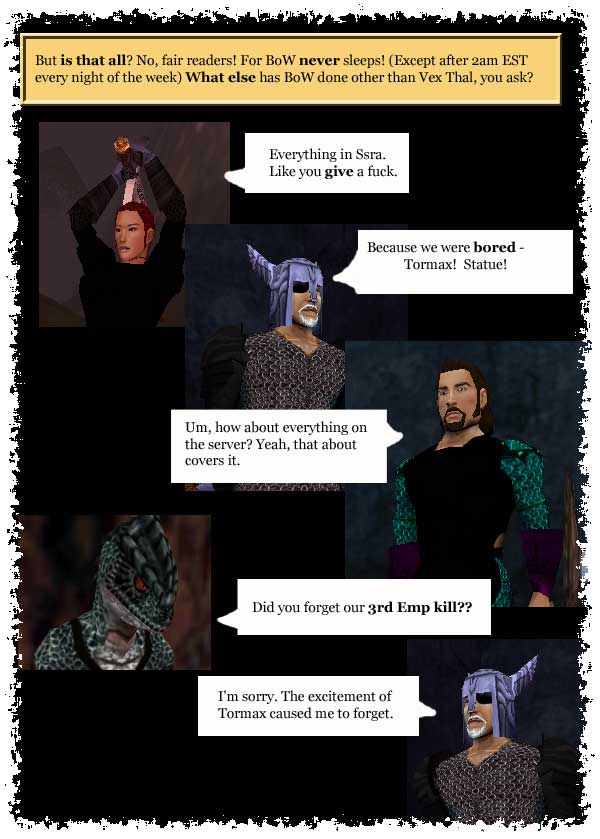 But is that all? No, fair readers! For BoW never sleeps! (Except after 2am EST
every night of the week) What else has BoW done other than Vex Thal, you ask?
Everything in Ssra.
Like you give a fuck.
Because we were bored -
Tormax!  Statue!
Um, how about everything on
the server? Yeah, that about
covers it.
Did you forget our 3rd Emp kill??
I'm sorry. The excitement of
Tormax caused me to forget.